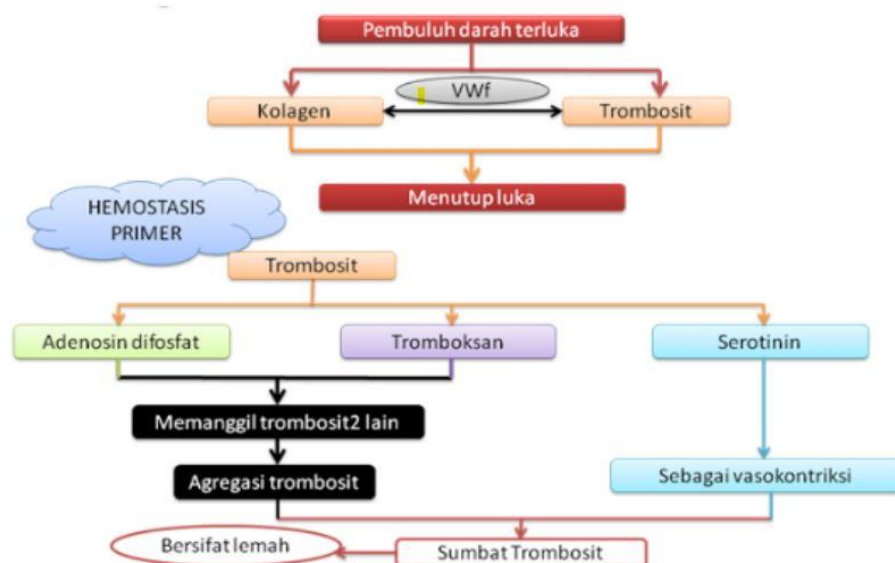 Pembuluh darah terluka
VWf
Kolagen
Trombosit
Menutup luka
HEMOSTASIS
PRIMER
Trombosit
Adenosin difosfat
Tromboksan
Serotinin
Memanggil trombosit2 lain
Agregasi trombosit
Sebagai vasokontriksi
Bersifat lemah
Sumbat Trombosit